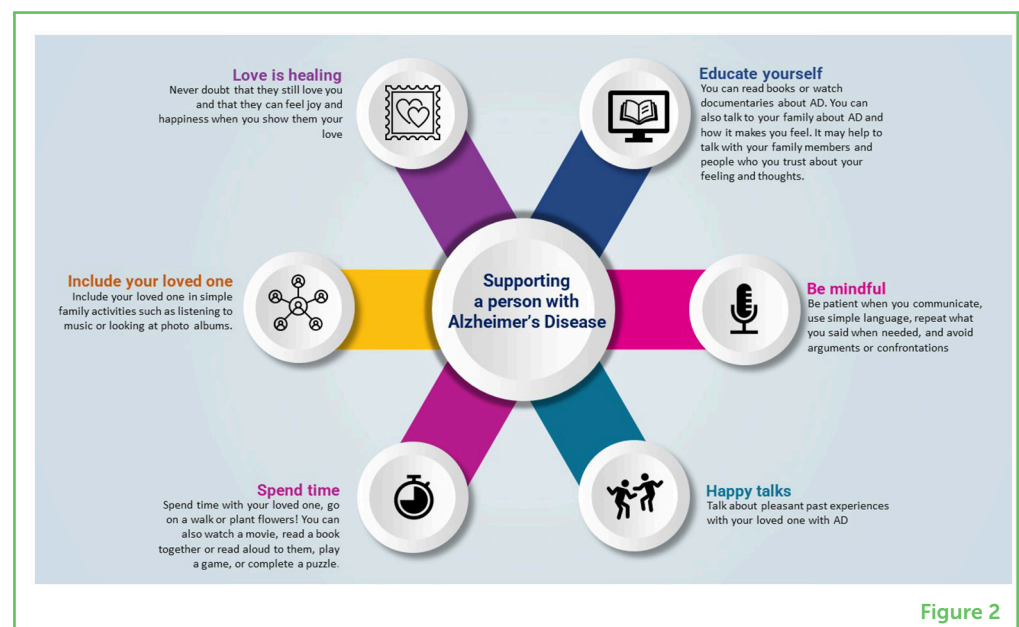 Love is healing
Never doubt that they still love you
and that they can feel joy and
happiness when you show them your
love
Educate yourself
You can read books or watch
documentaries about AD. You can
also talk to your family about AD and
how it makes you feel. It may help to
talk with your family members and
people who you trust about your
feeling and thoughts.
Include your loved one
Include your loved one in simple
family activities such as listening to
music or looking at photo albums.
Supporting
a person with
Alzheimer's Disease
Be mindful
Be patient when you communicate,
use simple language, repeat what
you said when needed, and avoid
arguments or confrontations
Spend time
Spend time with your loved one, go
on a walk or plant flowers! You can
also watch a movie, read a book
together or read aloud to them, play
a game, or complete a puzzle.
Happy talks
Talk about pleasant past experiences
with your loved one with AD
Figure 2